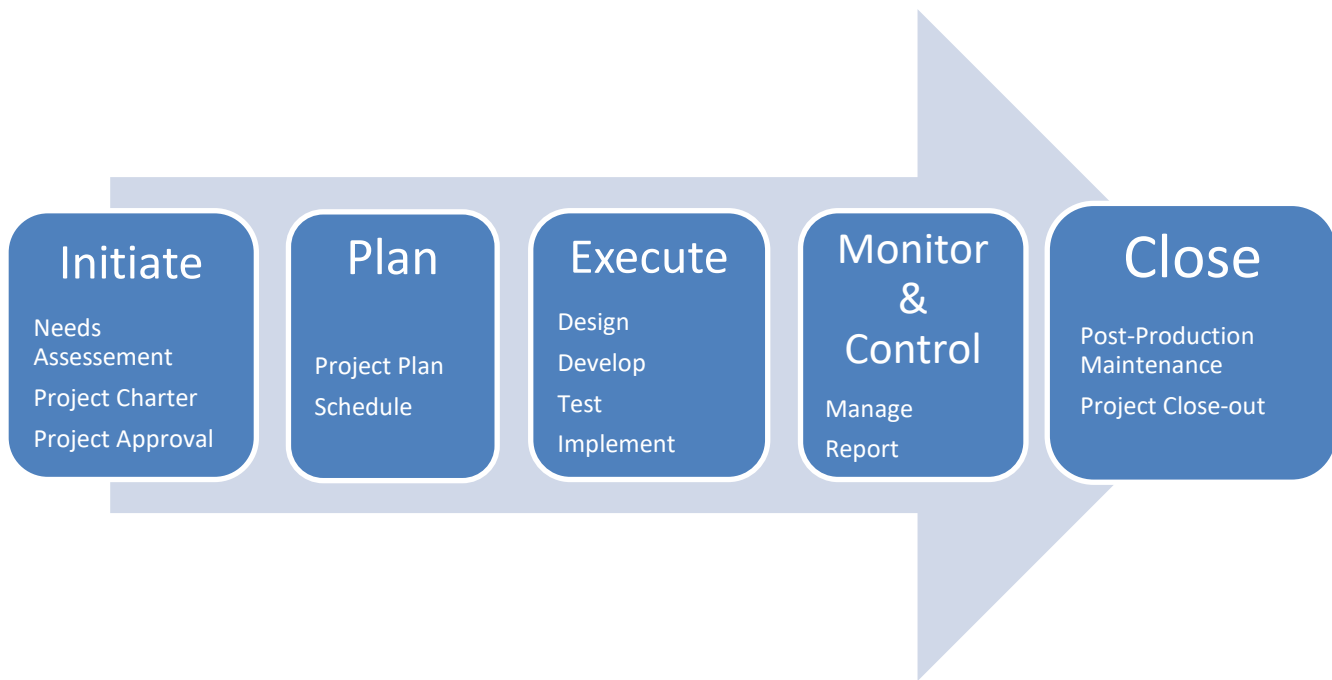 Initiate
Needs
Assessement
Project Charter
Project Approval
Plan
Project Plan
Schedule
Execute
Design
Develop
Test
Implement
Monitor
&
Control
Manage
Report
Close
Post-Production
Maintenance
Project Close-out